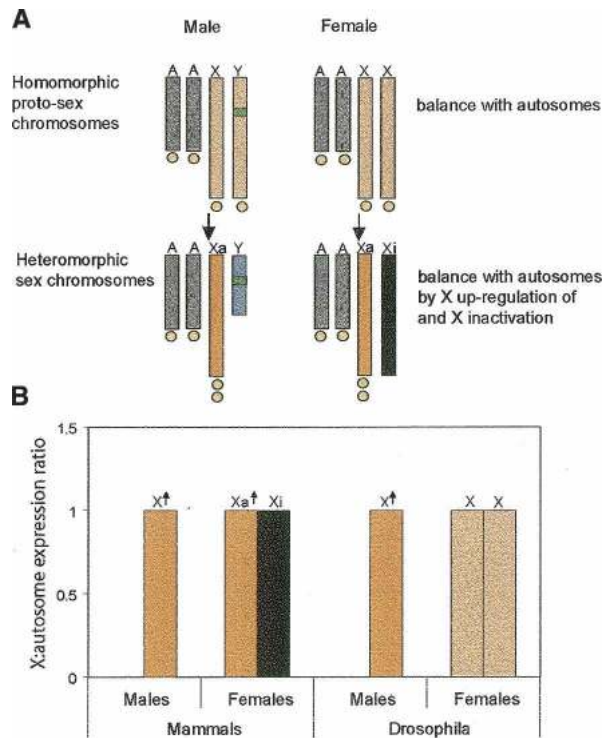 A
Male
Female
Homomorphic
proto-sex
chromosomes
A A X Y
A A X X
balance with autosomes
Heteromorphic
sex chromosomes
A A Xa Y
A A Xa Xi
balance with autosomes
by X up-regulation of
and X inactivation
B
X:autosome expression ratio
1.5
1
0.5
0
X
Xa Xi
X
X X
Males
Females
Males
Females
Mammals
Drosophila